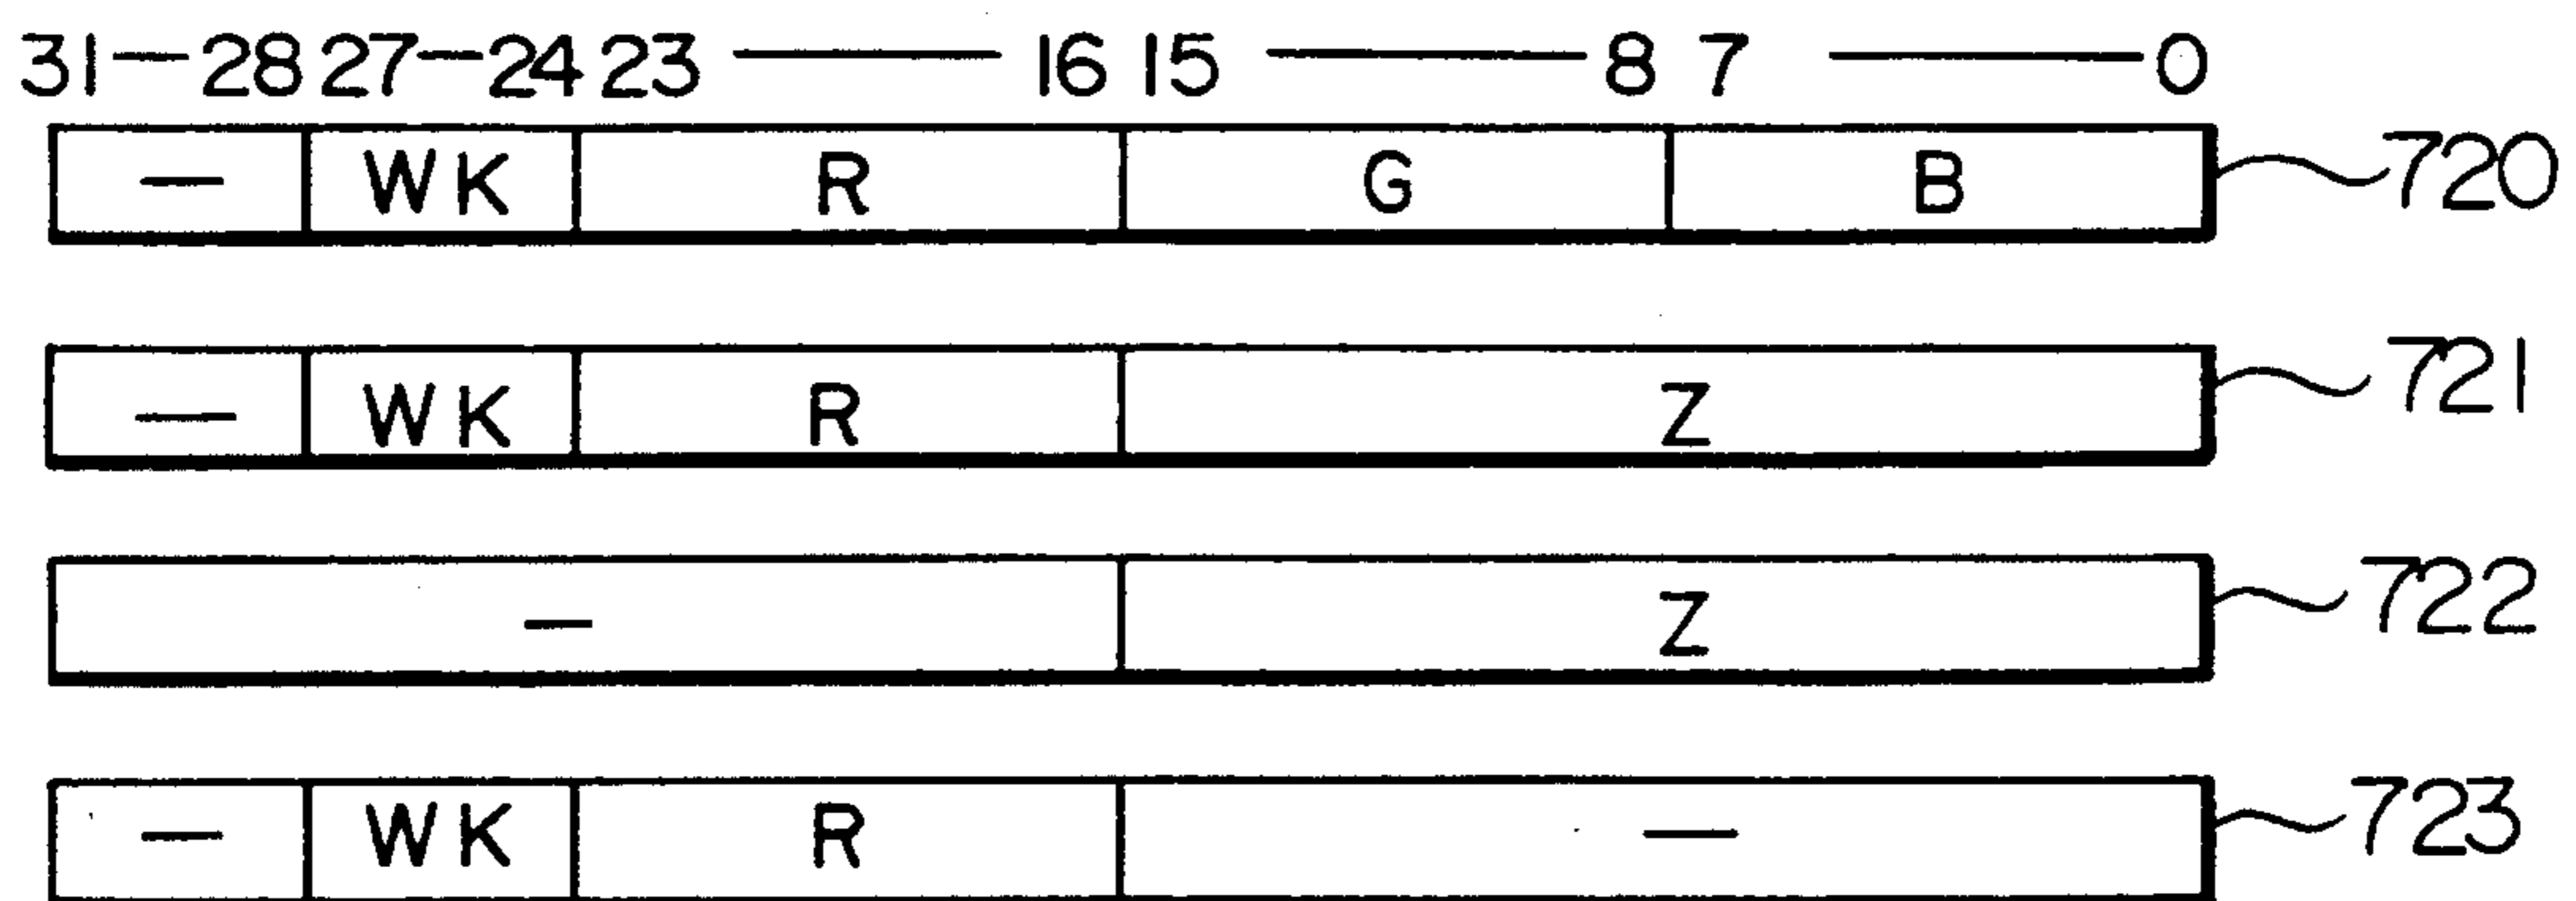 31—28 27—24 23 —— 16 15 —— 8 7 —— 0
— WK R G B 720
— WK R Z 721
— Z 722
— WK R — 723